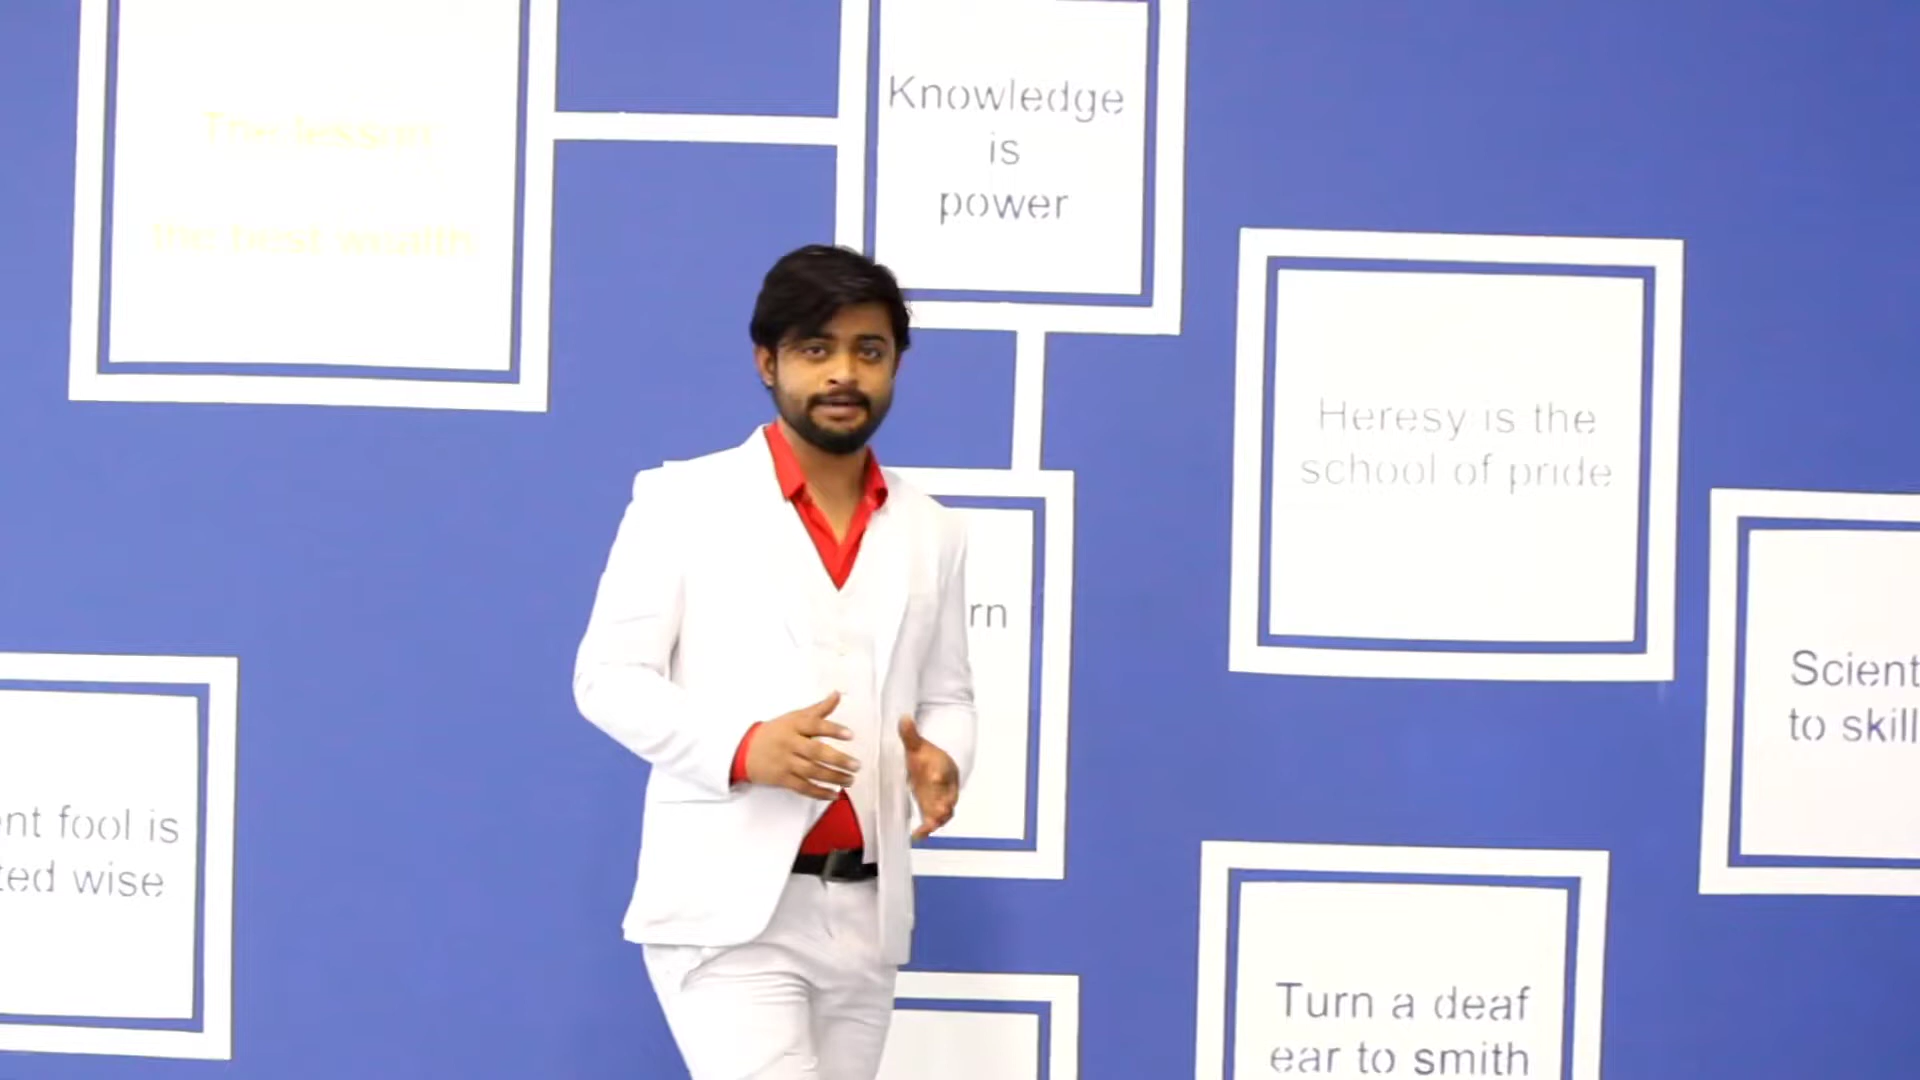 The lesson
the best wealth
Knowledge
is
power
Heresy is the
school of pride
rn
Scient
to skill
nt fool is
ted wise
Turn a deaf
ear to smith